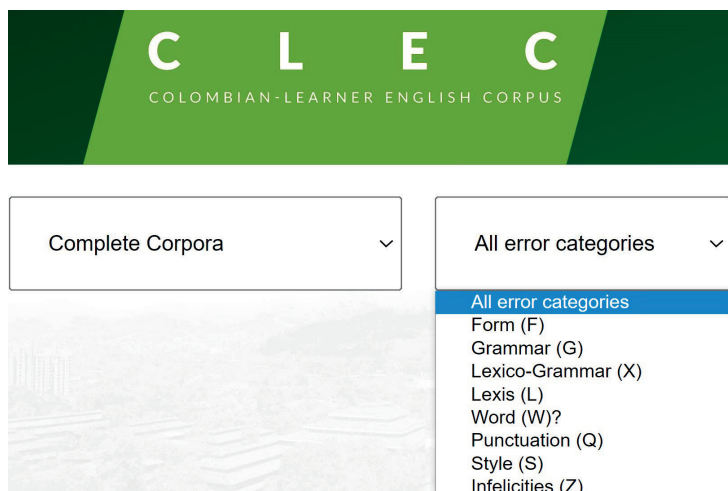 C L E C
COLOMBIAN-LEARNER ENGLISH CORPUS
Complete Corpora
All error categories
All error categories
Form (F)
Grammar (G)
Lexico-Grammar (X)
Lexis (L)
Word (W)?
Punctuation (Q)
Style (S)
Infelicities (Z)